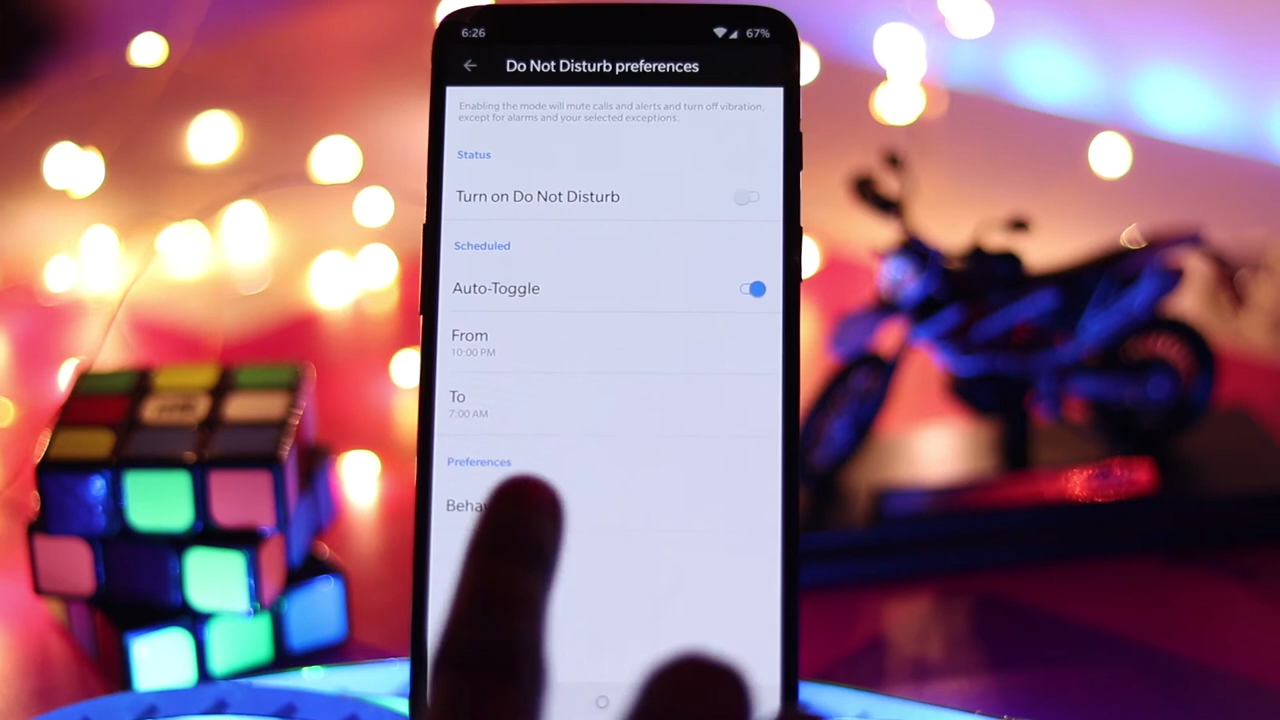 6:26
67%
Do Not Disturb preferences
Enabling the mode will mute calls and alerts and turn off vibration,
except for alarms and your selected exceptions.
Status
Turn on Do Not Disturb
Scheduled
Auto-Toggle
From
10:00 PM
To
7:00 AM
Preferences